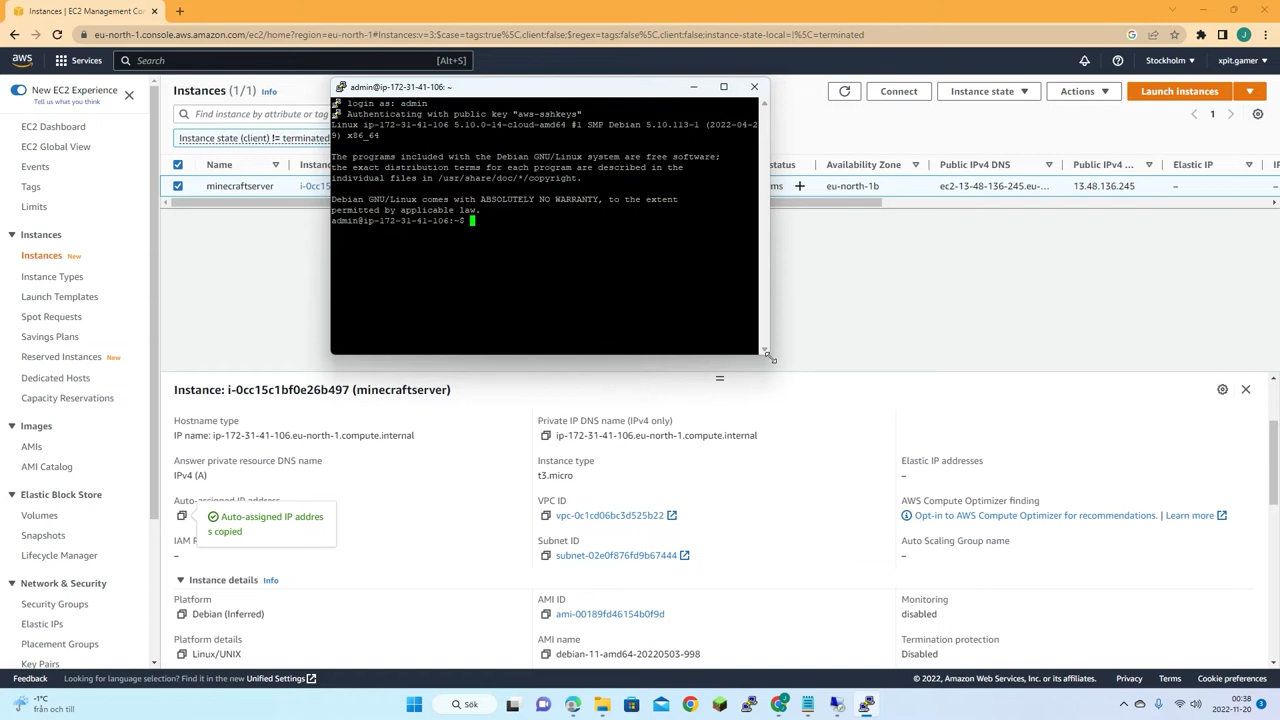 Instances | EC2 Management Con
eu-north-1.console.aws.amazon.com/ec2/home?region=eu-north-1#Instances:v=3;$case=tags:true%5C,client:false;$regex=tags:false%5C,client:false;instance-state-local=!%5C=terminated
aws
Services
Search
[Alt+S]
Stockholm
xpit.gamer
New EC2 Experience
Tell us what you think
EC2 Dashboard
EC2 Global View
Events
Tags
Limits
Instances
Instances New
Instance Types
Launch Templates
Spot Requests
Savings Plans
Reserved Instances New
Dedicated Hosts
Capacity Reservations
Images
AMIs
AMI Catalog
Elastic Block Store
Volumes
Snapshots
Lifecycle Manager
Network & Security
Security Groups
Elastic IPs
Placement Groups
Key Pairs
Instances (1/1) Info
Connect
Instance state
Actions
Launch instances
Find instance by attribute or tag
1
Instance state (client) != terminated
Name
status
Availability Zone
Public IPv4 DNS
Public IPv4 ...
Elastic IP
minecraftserver
eu-north-1b
ec2-13-48-136-245.eu-...
13.48.136.245
–
admin@ip-172-31-41-106: ~
login as: admin
Authenticating with public key "aws-sshkeys"
Linux ip-172-31-41-106 5.10.0-14-cloud-amd64 #1 SMP Debian 5.10.113-1 (2022-04-2
9) x86_64
The programs included with the Debian GNU/Linux system are free software;
the exact distribution terms for each program are described in the
individual files in /usr/share/doc/*/copyright.
Debian GNU/Linux comes with ABSOLUTELY NO WARRANTY, to the extent
permitted by applicable law.
admin@ip-172-31-41-106:~$
Instance: i-0cc15c1bf0e26b497 (minecraftserver)
Hostname type
IP name: ip-172-31-41-106.eu-north-1.compute.internal
Private IP DNS name (IPv4 only)
ip-172-31-41-106.eu-north-1.compute.internal
Answer private resource DNS name
IPv4 (A)
Instance type
t3.micro
Elastic IP addresses
–
Auto-assigned IP address
Auto-assigned IP addres
s copied
VPC ID
vpc-0c1cd06bc3d525b22
AWS Compute Optimizer finding
Opt-in to AWS Compute Optimizer for recommendations. | Learn more
–
Subnet ID
subnet-02e0f876fd9b67444
Auto Scaling Group name
–
Instance details Info
Platform
Debian (Inferred)
AMI ID
ami-00189fd46154b0f9d
Monitoring
disabled
Platform details
Linux/UNIX
AMI name
debian-11-amd64-20220503-998
Termination protection
Disabled
Feedback
Looking for language selection? Find it in the new Unified Settings
© 2022, Amazon Web Services, Inc. or its affiliates.
Privacy
Terms
Cookie preferences
-1°C
från och till
Sök
00:38
2022-11-20